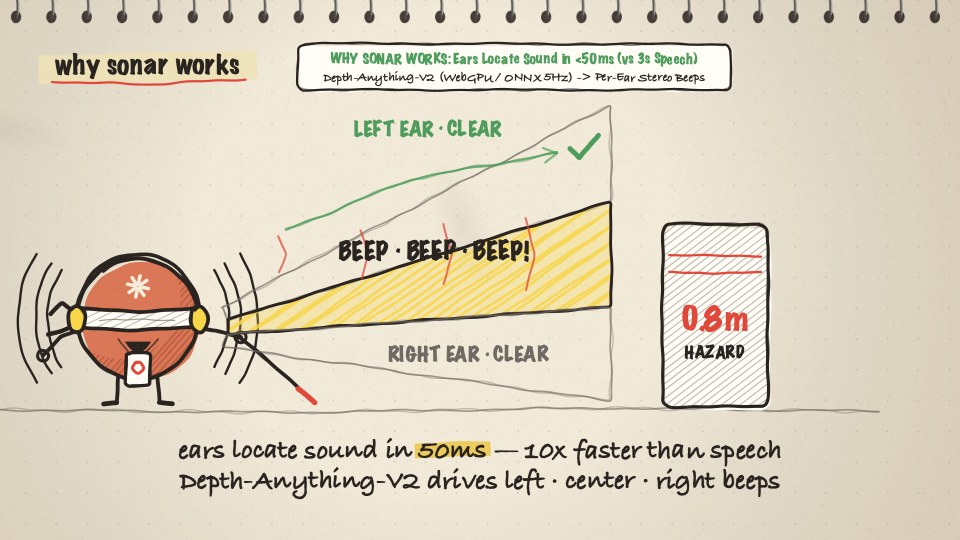 why sonar works
WHY SONAR WORKS: Ears Locate Sound in <50ms (vs 3s Speech)
Depth-Anything-V2 (WebGPU / ONNX 5Hz) -> Per-Ear Stereo Beeps
LEFT EAR · CLEAR
BEEP · BEEP · BEEP!
0.8m
HAZARD
RIGHT EAR · CLEAR
ears locate sound in 50ms — 10x faster than speech
Depth-Anything-V2 drives left · center · right beeps